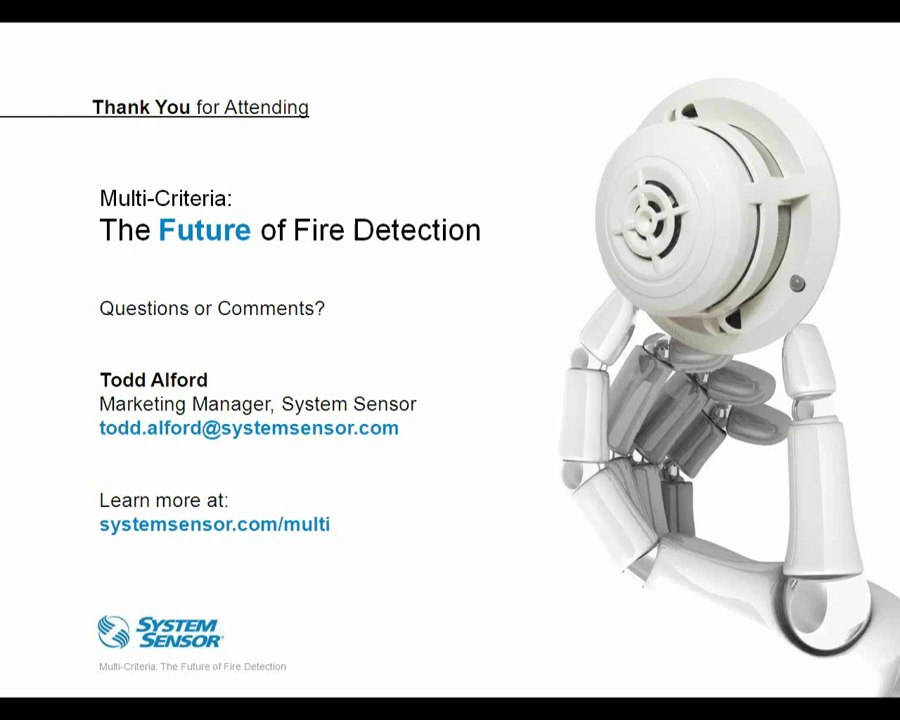 Thank You for Attending
Multi-Criteria:
The Future of Fire Detection
Questions or Comments?
Todd Alford
Marketing Manager, System Sensor
todd.alford@systemsensor.com
Learn more at:
systemsensor.com/multi
SYSTEM
SENSOR
Multi-Criteria: The Future of Fire Detection